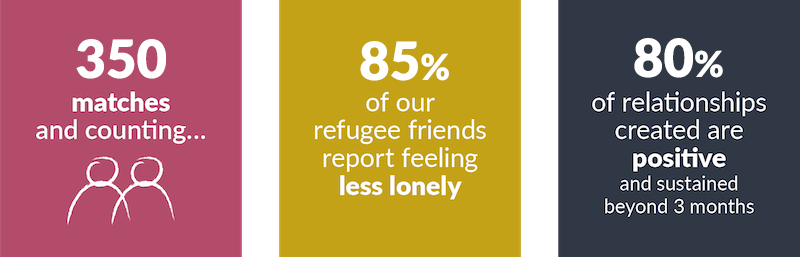 350
matches
and counting...
85%
of our
refugee friends
report feeling
less lonely
80%
of relationships
created are
positive
and sustained
beyond 3 months